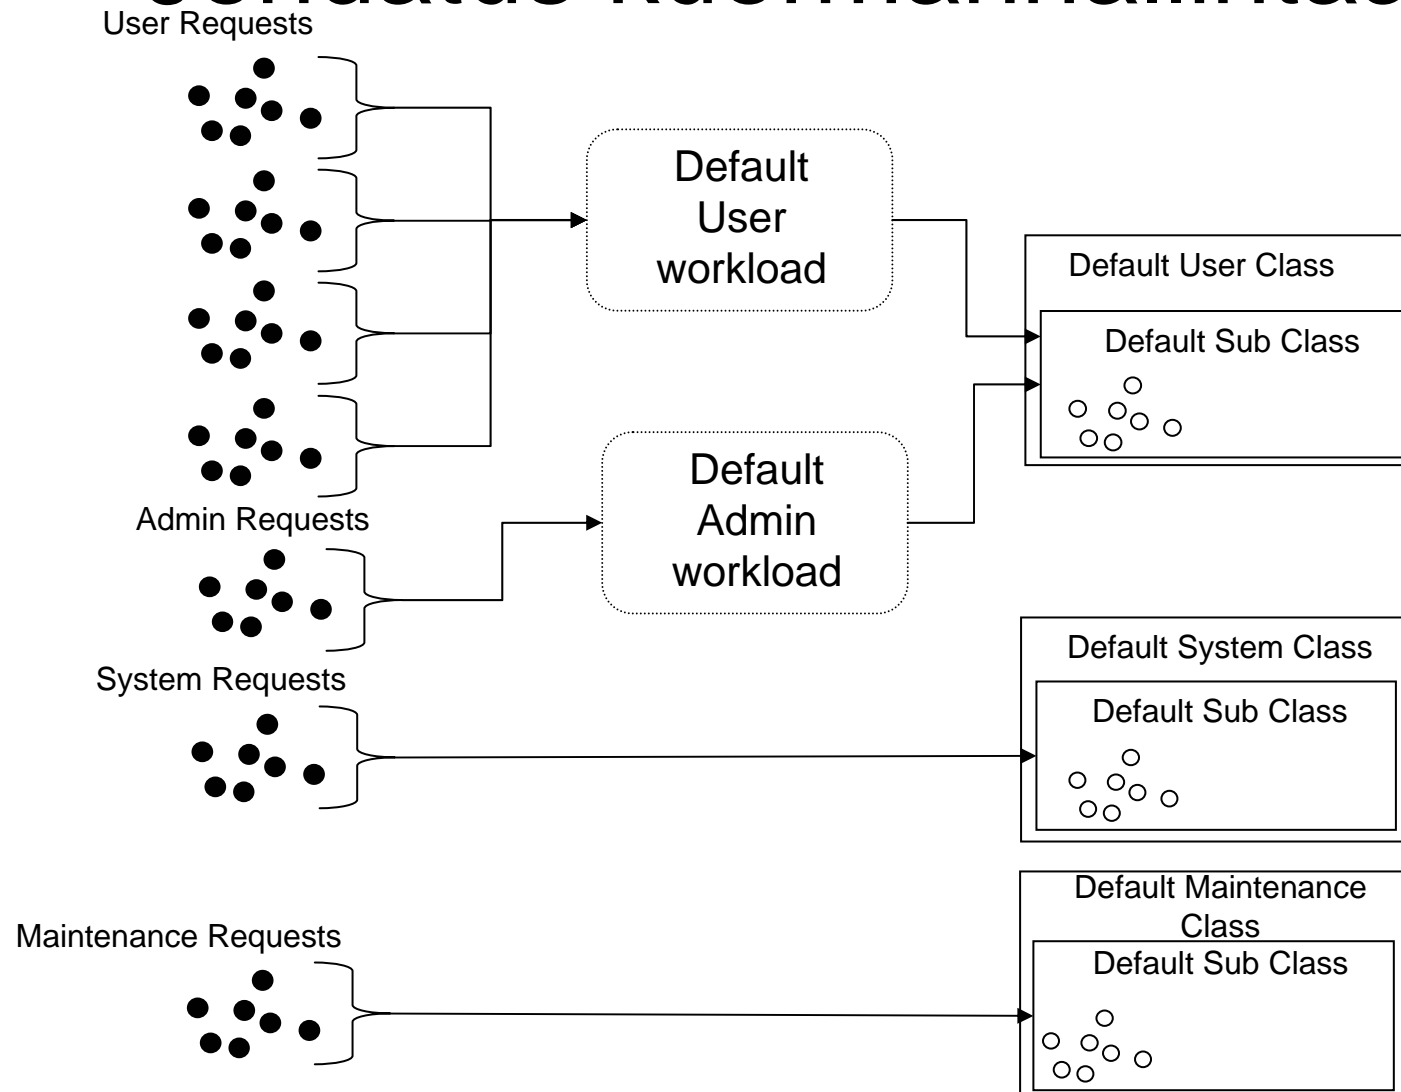 User Requests
Default
User
workload
Default User Class
Default Sub Class
Admin Requests
Default
Admin
workload
System Requests
Default System Class
Default Sub Class
Maintenance Requests
Default Maintenance
Class
Default Sub Class